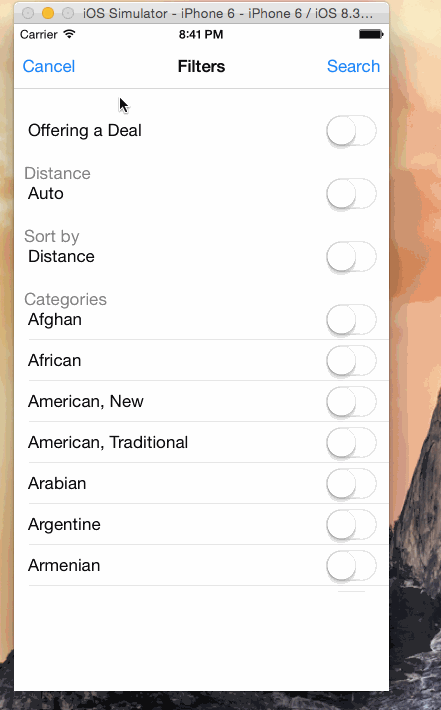 iOS Simulator - iPhone 6 - iPhone 6 / iOS 8.3...
Carrier 8:41 PM
Cancel Filters Search
Offering a Deal
Distance
Auto
Sort by
Distance
Categories
Afghan
African
American, New
American, Traditional
Arabian
Argentine
Armenian